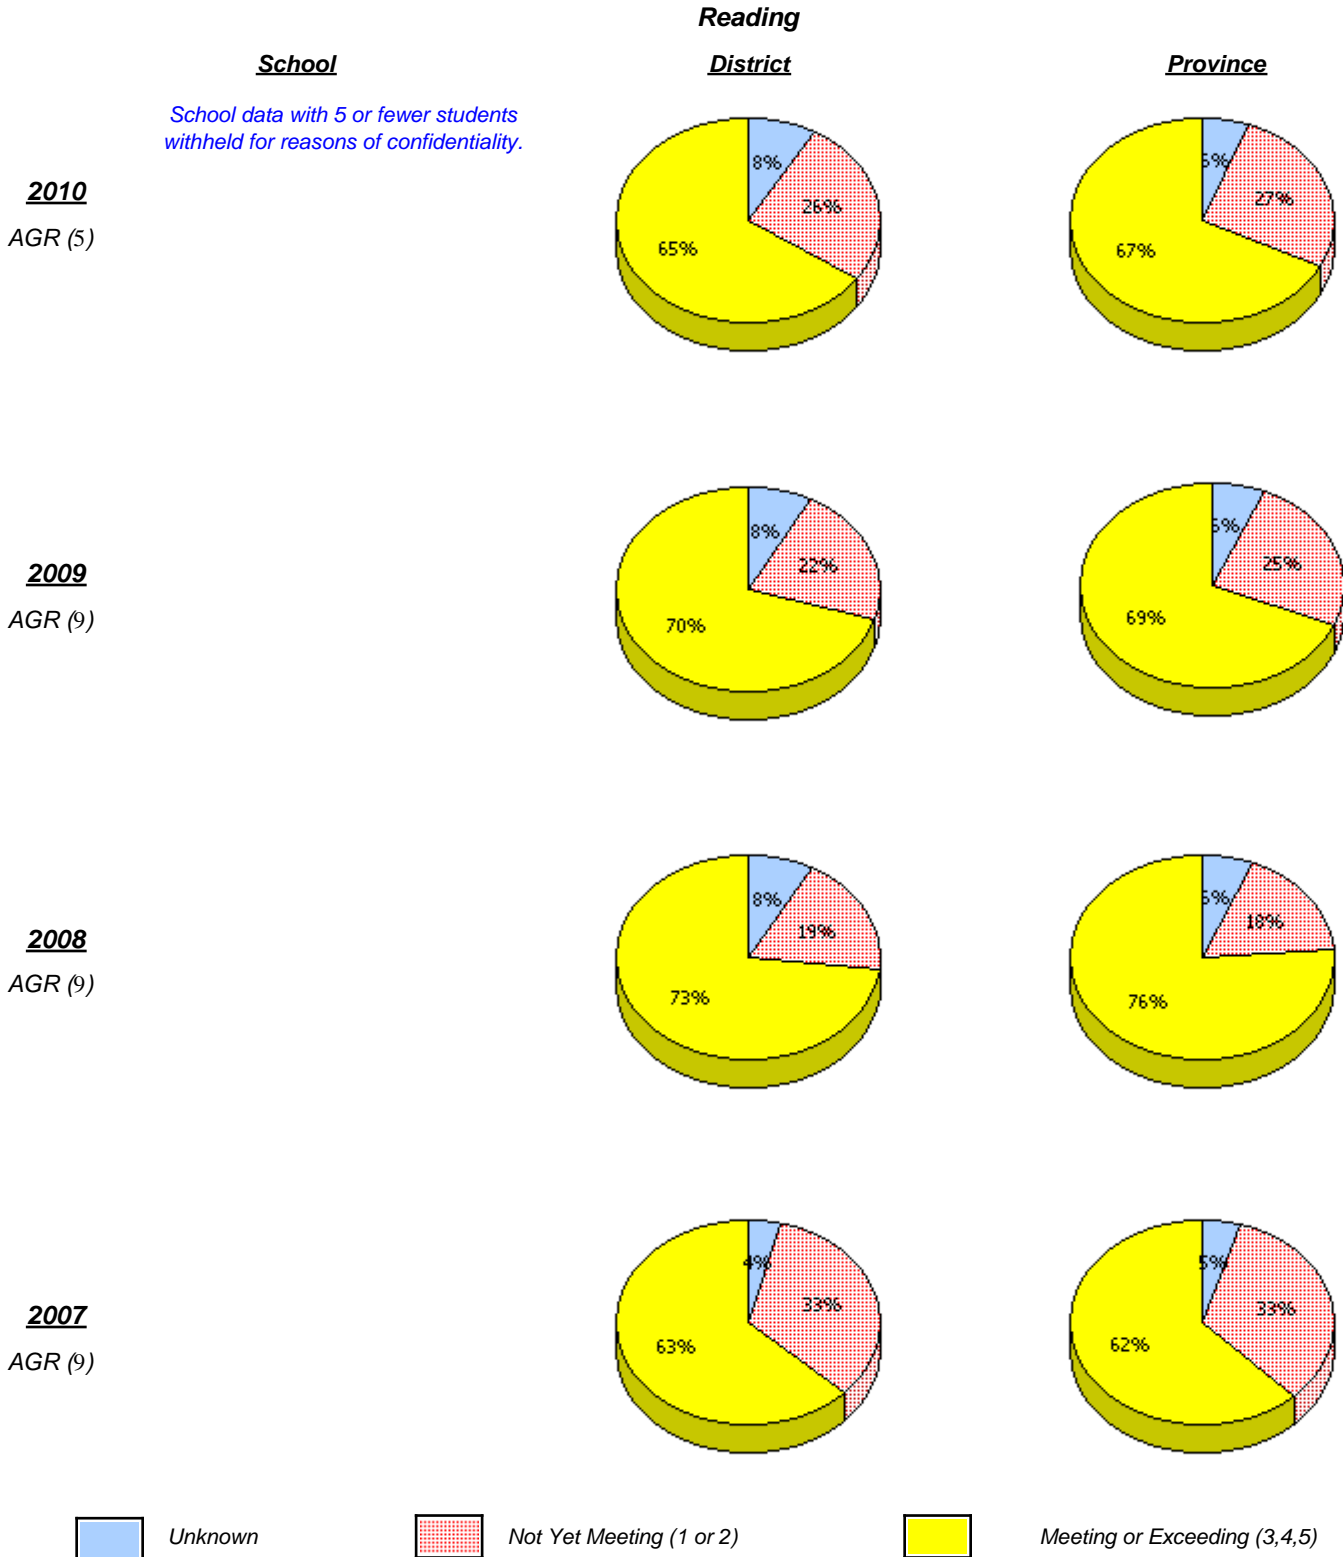 Reading
School District Province
School data with 5 or fewer students
withheld for reasons of confidentiality.
2010
AGR (5)
8% 26% 65%
6% 27% 67%
2009
AGR (9)
8% 22% 70%
6% 25% 69%
2008
AGR (9)
8% 19% 73%
6% 18% 76%
2007
AGR (9)
4% 33% 63%
5% 33% 62%
Unknown Not Yet Meeting (1 or 2) Meeting or Exceeding (3,4,5)